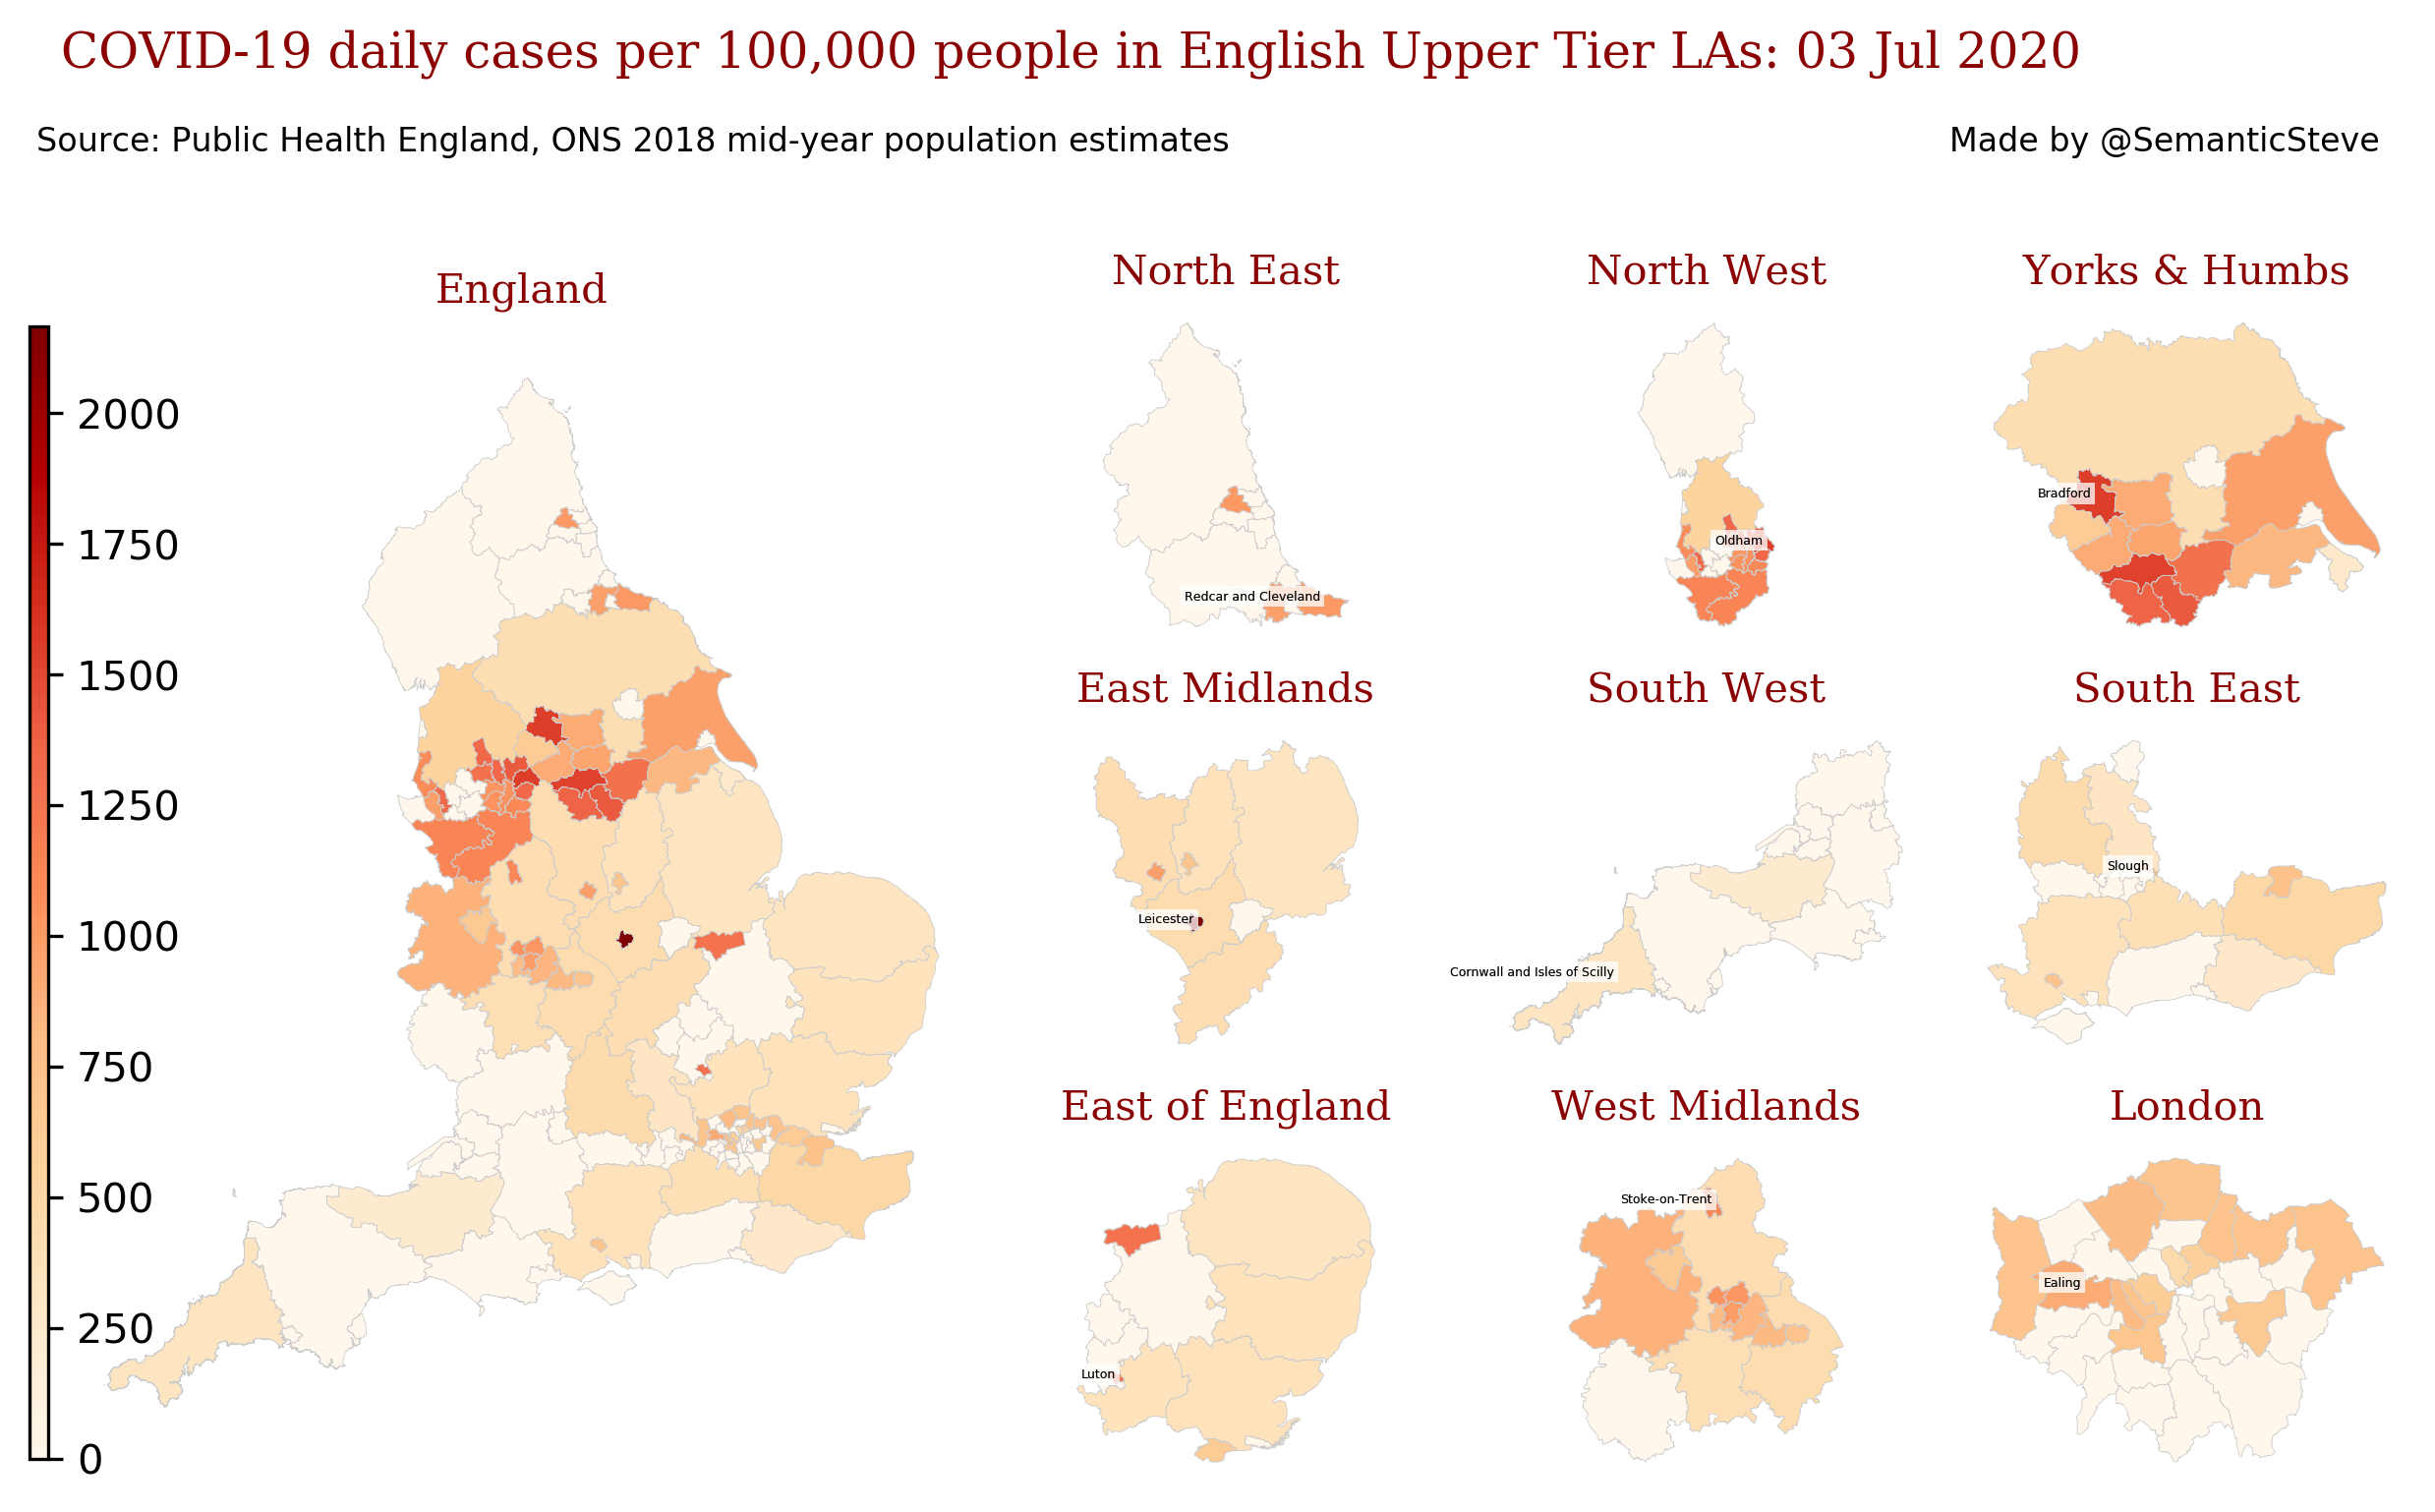 COVID-19 daily cases per 100,000 people in English Upper Tier LAs: 03 Jul 2020
Source: Public Health England, ONS 2018 mid-year population estimates
Made by @SemanticSteve
England
2000
1750
1500
1250
1000
750
500
250
0
North East
Redcar and Cleveland
North West
Oldham
Yorks & Humbs
Bradford
East Midlands
Leicester
South West
Cornwall and Isles of Scilly
South East
Slough
East of England
Luton
West Midlands
Stoke-on-Trent
London
Ealing